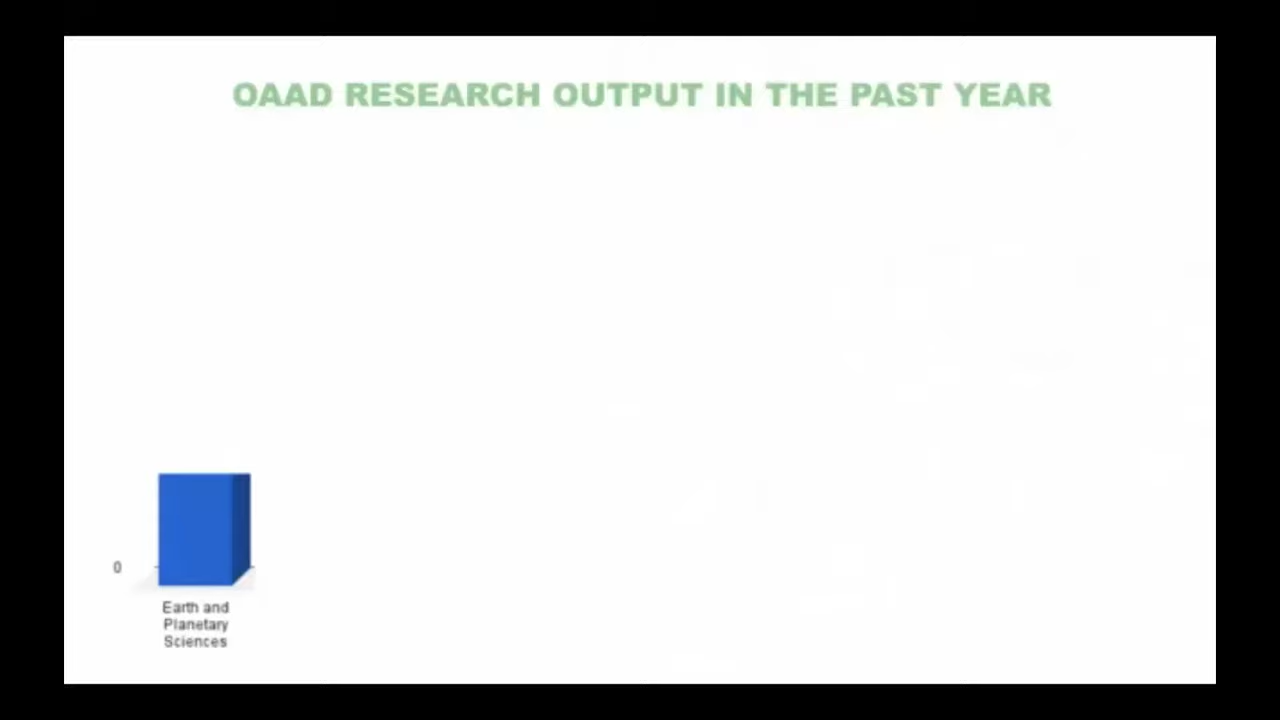 OAAD RESEARCH OUTPUT IN THE PAST YEAR
0
Earth and
Planetary
Sciences